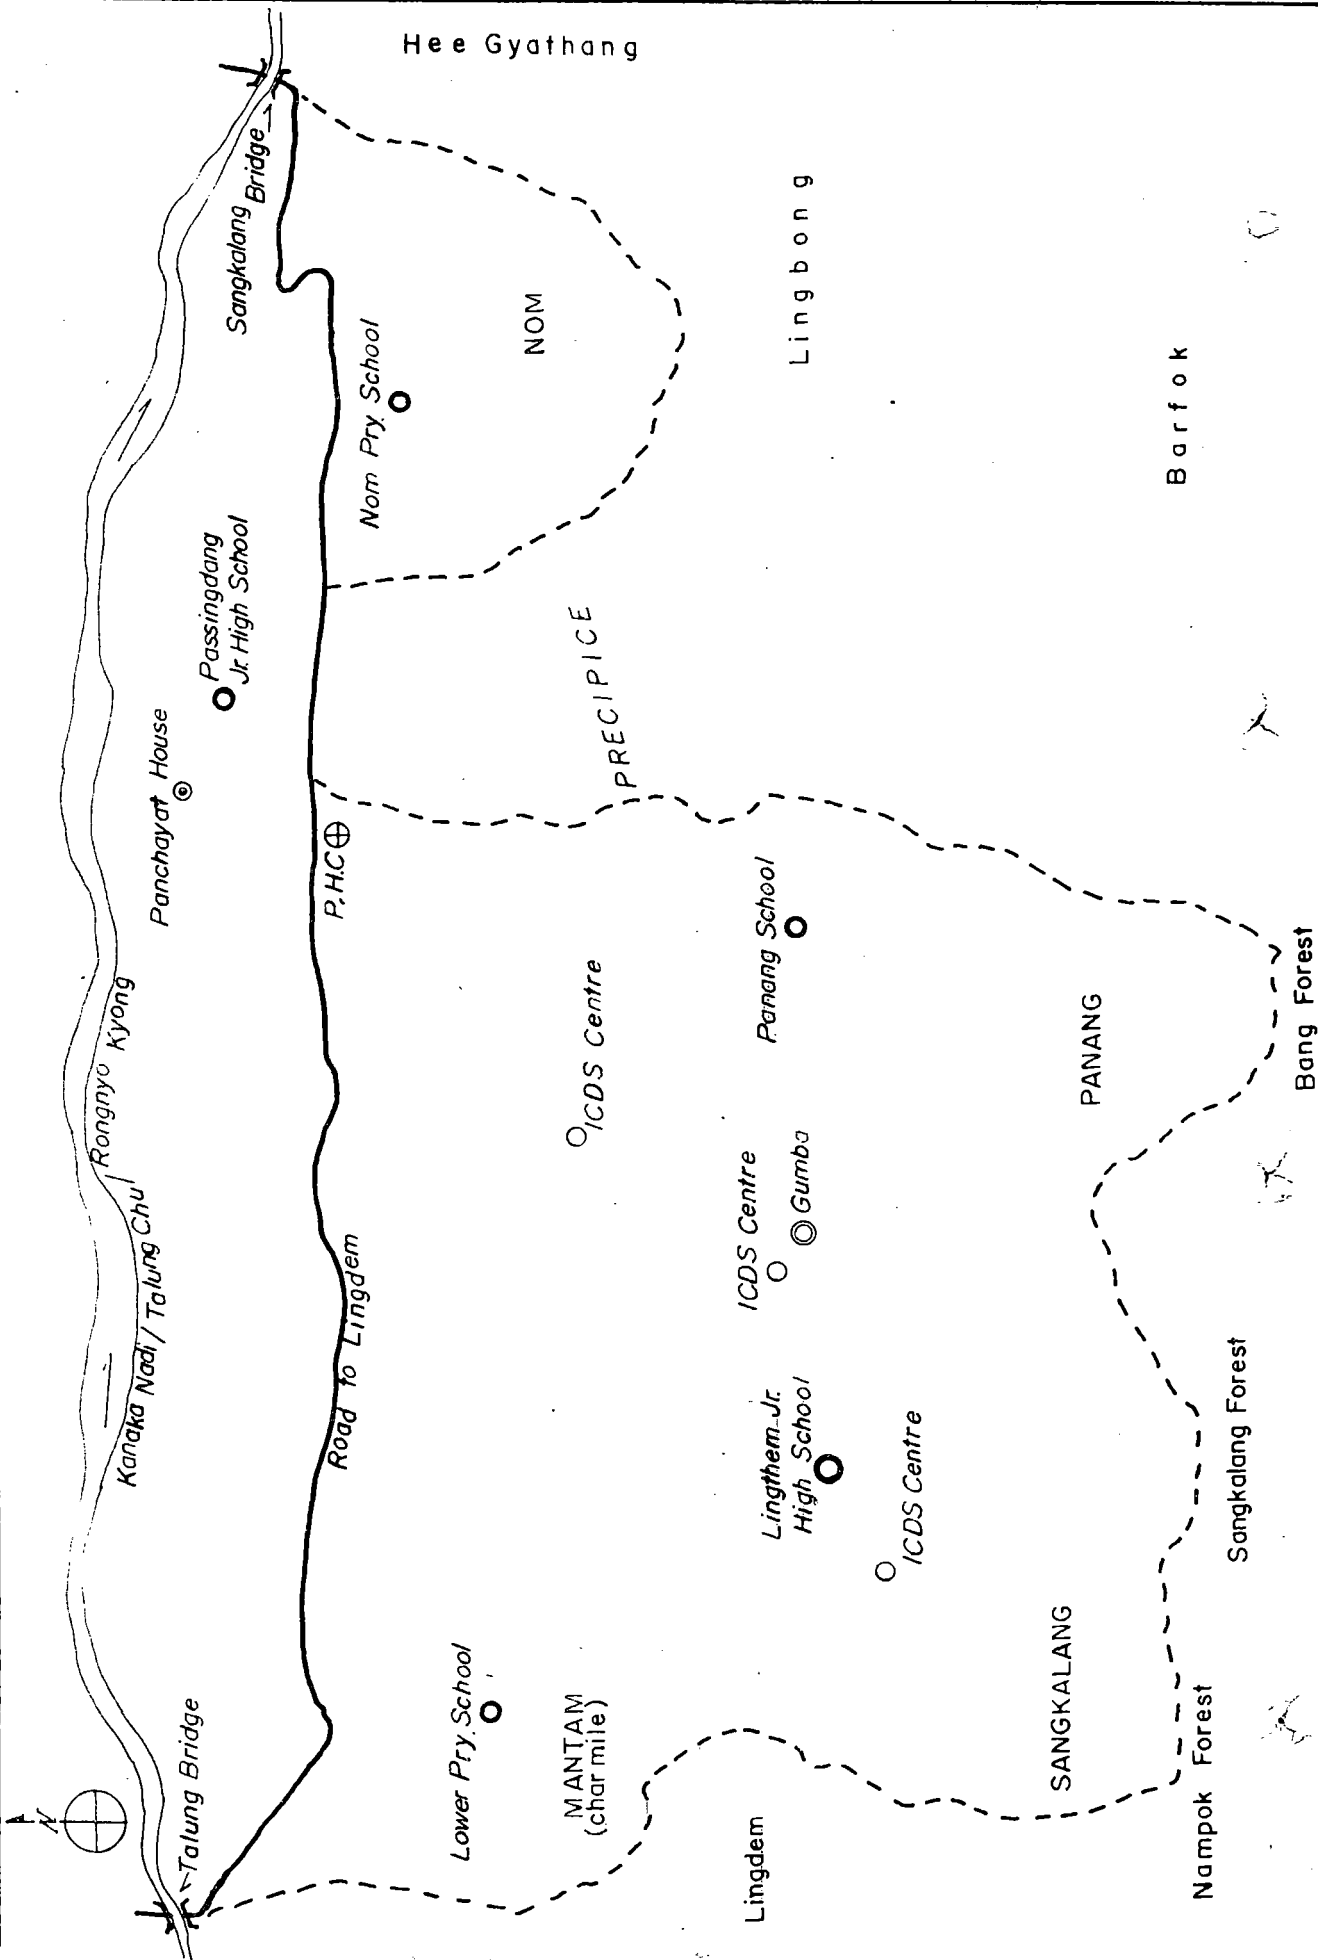 N
Talung Bridge
Kanaka Nadi / Talung Chu / Rongnyo Kyong
Panchayat House
Passingdang
Jr. High School
Sangkalang
Bridge
Hee Gyathang
Road to Lingdem
P.H.C
Nom Pry. School
NOM
Lower Pry. School
MANTAM
(char mile)
ICDS Centre
PRECIPICE
Lingdem
Lingthem Jr.
High School
ICDS Centre
Gumba
Panang School
Lingbong
ICDS Centre
SANGKALANG
PANANG
Barfok
Nampok Forest
Sangkalang Forest
Bang Forest